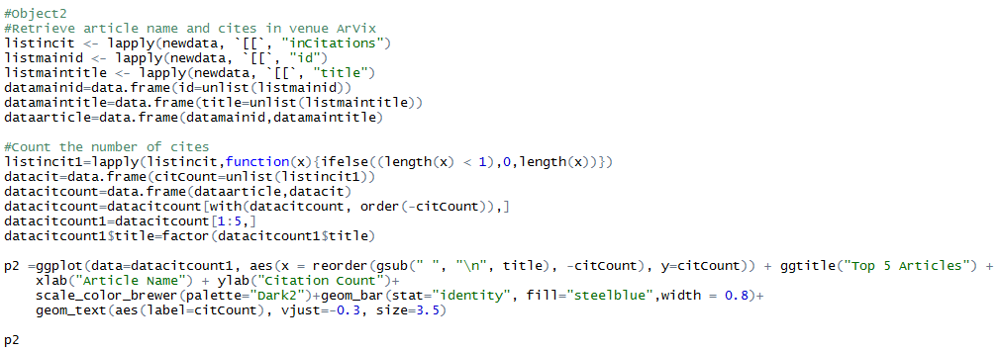 #Object2
#Retrieve article name and cites in venue ArVix
listincit <- lapply(newdata, `[[`, "inCitations")
listmainid <- lapply(newdata, `[[`, "id")
listmaintitle <- lapply(newdata, `[[`, "title")
datamainid=data.frame(id=unlist(listmainid))
datamaintitle=data.frame(title=unlist(listmaintitle))
dataarticle=data.frame(datamainid,datamaintitle)
#Count the number of cites
listincit1=lapply(listincit,function(x){ifelse((length(x) < 1),0,length(x))})
datacit=data.frame(citCount=unlist(listincit1))
datacitcount=data.frame(dataarticle,datacit)
datacitcount=datacitcount[with(datacitcount, order(-citCount)),]
datacitcount1=datacitcount[1:5,]
datacitcount1$title=factor(datacitcount1$title)
p2 =ggplot(data=datacitcount1, aes(x = reorder(gsub(" ", "\n", title), -citCount), y=citCount)) + ggtitle("Top 5 Articles") +
xlab("Article Name") + ylab("Citation Count")+
scale_color_brewer(palette="Dark2")+geom_bar(stat="identity", fill="steelblue",width = 0.8)+
geom_text(aes(label=citCount), vjust=-0.3, size=3.5)
p2